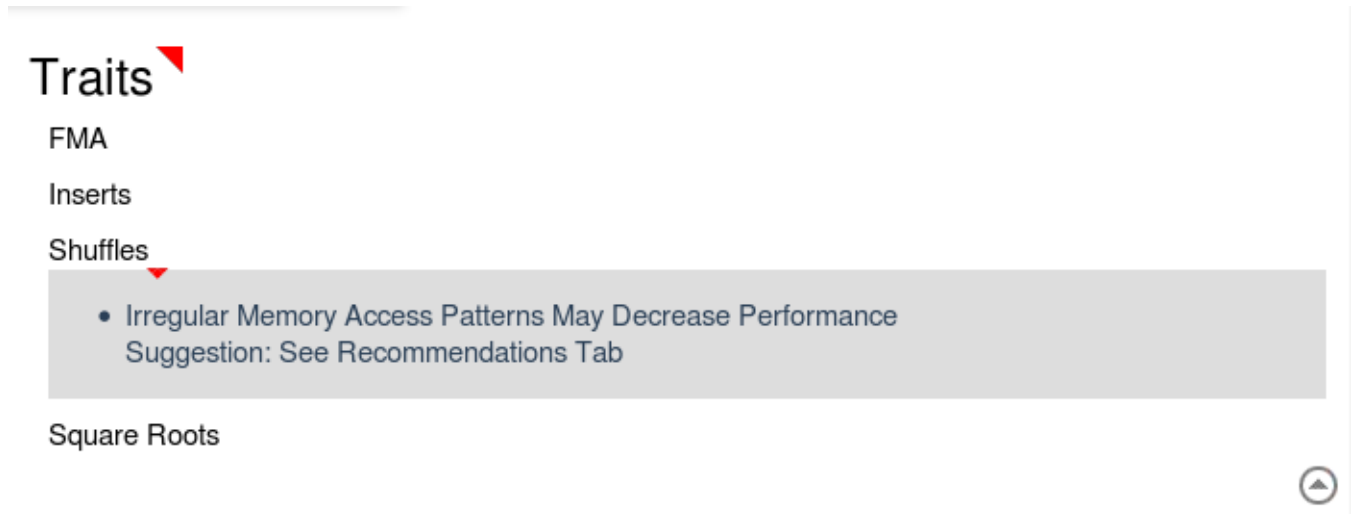 Traits
FMA
Inserts
Shuffles
Irregular Memory Access Patterns May Decrease Performance
Suggestion: See Recommendations Tab
Square Roots